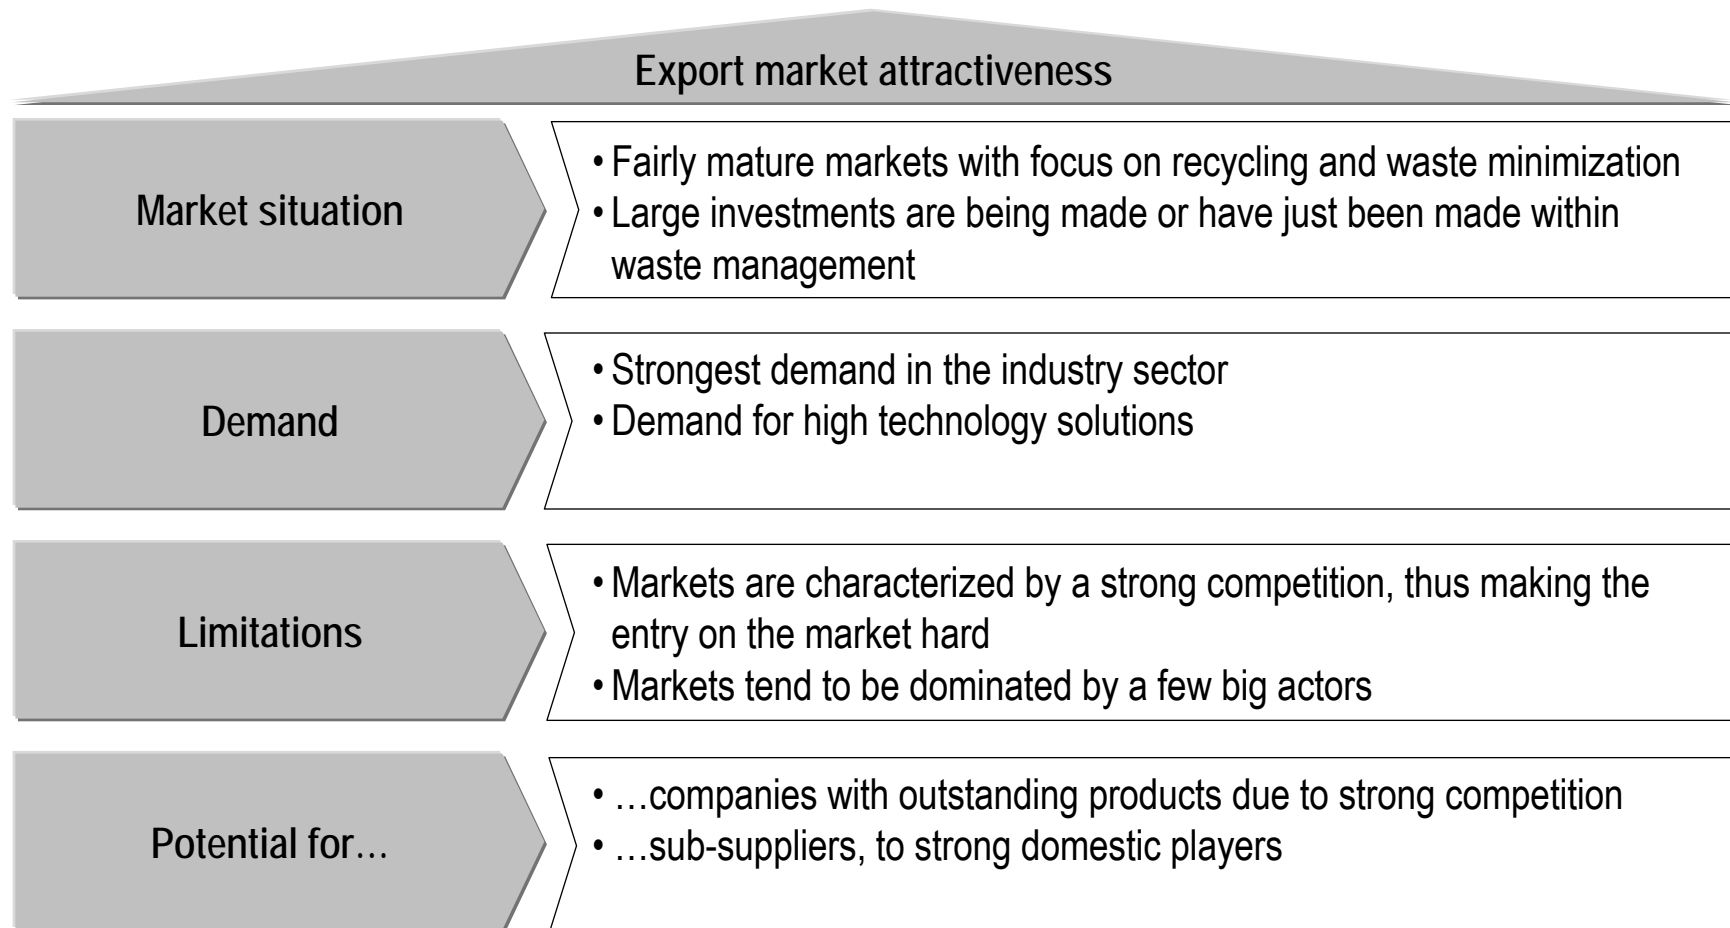 Export market attractiveness
Market situation
• Fairly mature markets with focus on recycling and waste minimization
• Large investments are being made or have just been made within
waste management
Demand
• Strongest demand in the industry sector
• Demand for high technology solutions
Limitations
• Markets are characterized by a strong competition, thus making the
entry on the market hard
• Markets tend to be dominated by a few big actors
Potential for…
• …companies with outstanding products due to strong competition
• …sub-suppliers, to strong domestic players